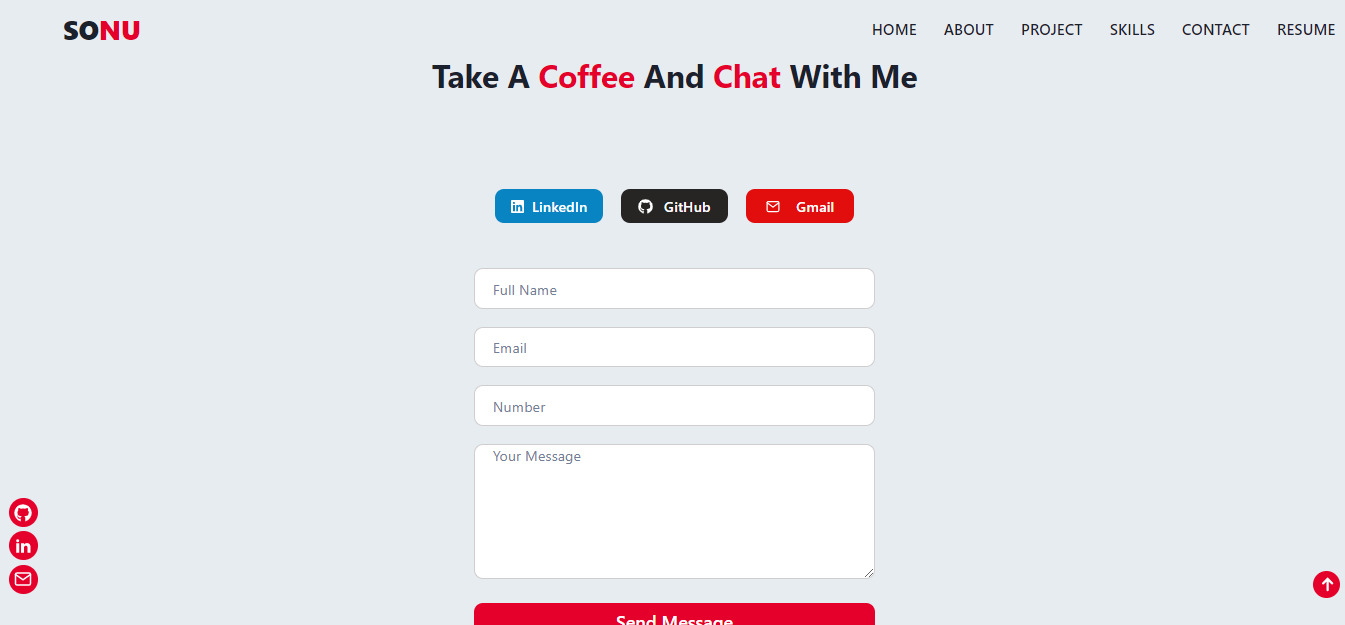 SONU
HOME ABOUT PROJECT SKILLS CONTACT RESUME
Take A Coffee And Chat With Me
LinkedIn GitHub Gmail
Full Name
Email
Number
Your Message
Send Message